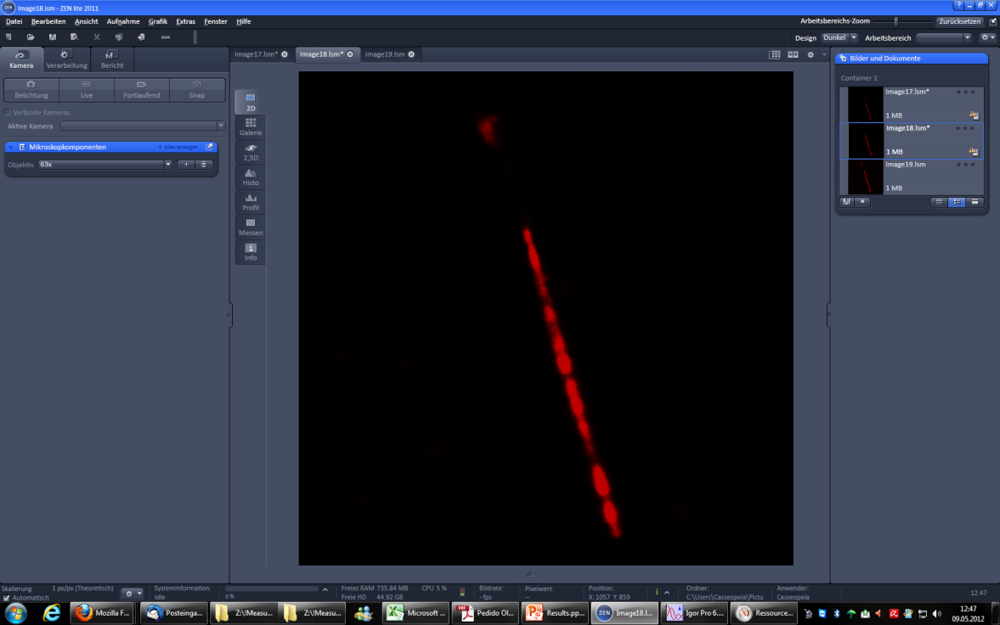 Image18.lsm - ZEN lite 2011
Datei Bearbeiten Ansicht Aufnahme Grafik Extras Fenster Hilfe
Arbeitsbereichs-Zoom Zurücksetzen
Design Dunkel Arbeitsbereich
Kamera Verarbeitung Bericht
Image17.lsm* Image18.lsm* Image19.lsm
Belichtung Live Fortlaufend Snap
Verbinde Kameras
Aktive Kamera
Mikroskopkomponenten Alles anzeigen
Objektiv 63x
2D
Galerie
2,5D
Histo
Profil
Messen
Info
Bilder und Dokumente
Container 1
Image17.lsm*
1 MB
Image18.lsm*
1 MB
Image19.lsm
1 MB
Skalierung 1 px/px (Theoretisch) Systeminformation: Freies RAM 735.84 MB CPU 5 % Bildrate: Pixelwert: Position: Ordner: Anwender:
Automatisch Idle 0 % Freie HD 44.92 GB - fps -- X: 1057 Y: 859 C:\Users\Casseopeia\Pictu Casseopeia 12:47
Mozilla F... Posteinga... Z:\!Measu... Z:\!Measu... Microsoft ... Pedido Ol... Results.pp... Image18.l... Igor Pro 6.... Ressource... 12:47
09.05.2012